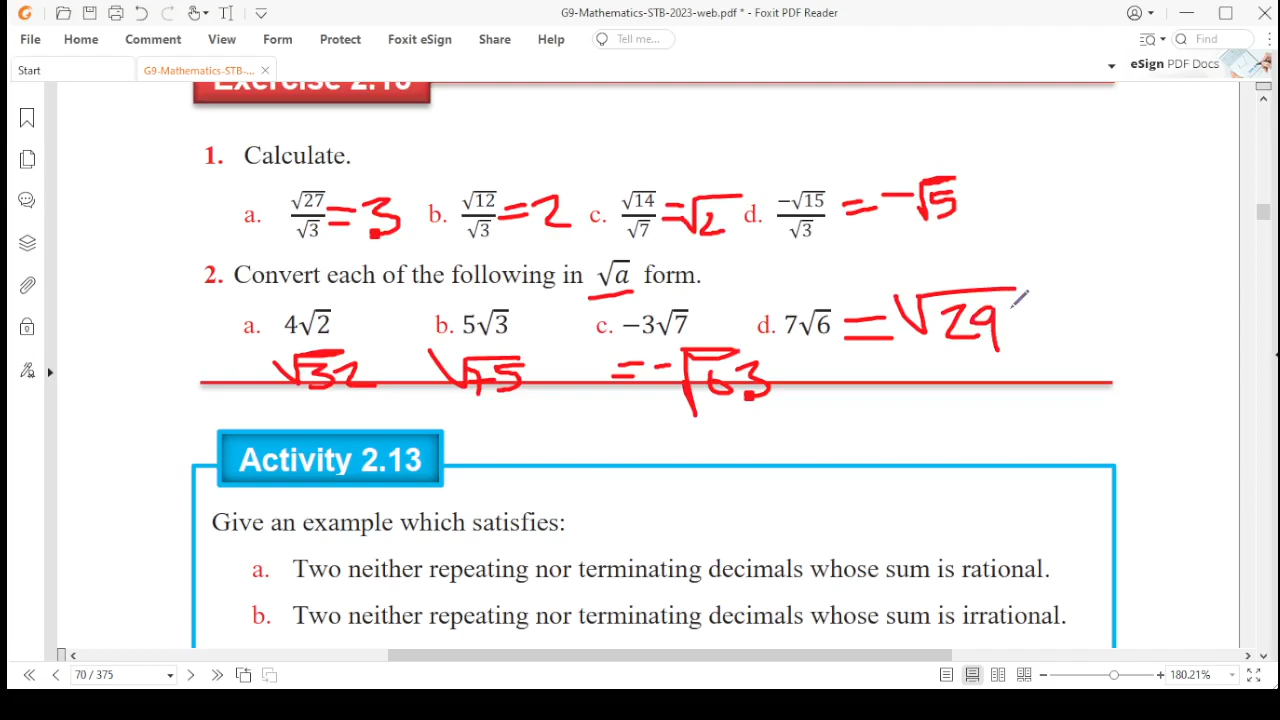 G9-Mathematics-STB-2023-web.pdf * - Foxit PDF Reader
File Home Comment View Form Protect Foxit eSign Share Help Tell me... Find
Start G9-Mathematics-STB-... eSign PDF Docs
Exercise 2.16
1. Calculate.
a. √27/√3 = 3 b. √12/√3 = 2 c. √14/√7 = √2 d. −√15/√3 = −√5
2. Convert each of the following in √a form.
a. 4√2 b. 5√3 c. −3√7 d. 7√6 = √29
√32 √75 = −√63
Activity 2.13
Give an example which satisfies:
a. Two neither repeating nor terminating decimals whose sum is rational.
b. Two neither repeating nor terminating decimals whose sum is irrational.
70 / 375 180.21%